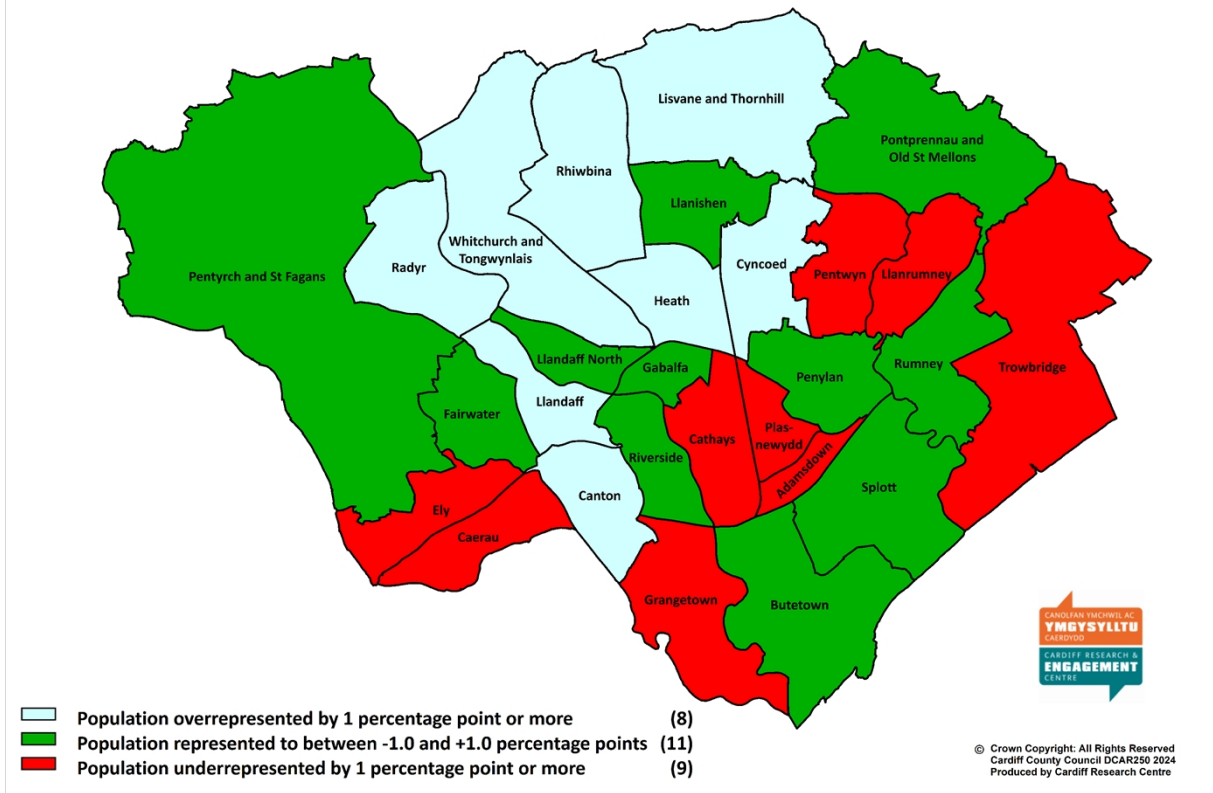 Lisvane and Thornhill
Pontprennau and
Old St Mellons
Rhiwbina
Llanishen
Whitchurch and
Tongwynlais
Radyr
Cyncoed
Pentwyn
Llanrumney
Pentyrch and St Fagans
Heath
Llandaff North
Gabalfa
Penylan
Rumney
Trowbridge
Llandaff
Fairwater
Cathays
Plas-
newydd
Riverside
Adamsdown
Splott
Canton
Ely
Caerau
Grangetown
Butetown
CANOLFAN YMCHWIL AC
YMGYSYLLTU
CAERDYDD
CARDIFF RESEARCH &
ENGAGEMENT
CENTRE
Population overrepresented by 1 percentage point or more (8)
Population represented to between -1.0 and +1.0 percentage points (11)
Population underrepresented by 1 percentage point or more (9)
© Crown Copyright: All Rights Reserved
Cardiff County Council DCAR250 2024
Produced by Cardiff Research Centre